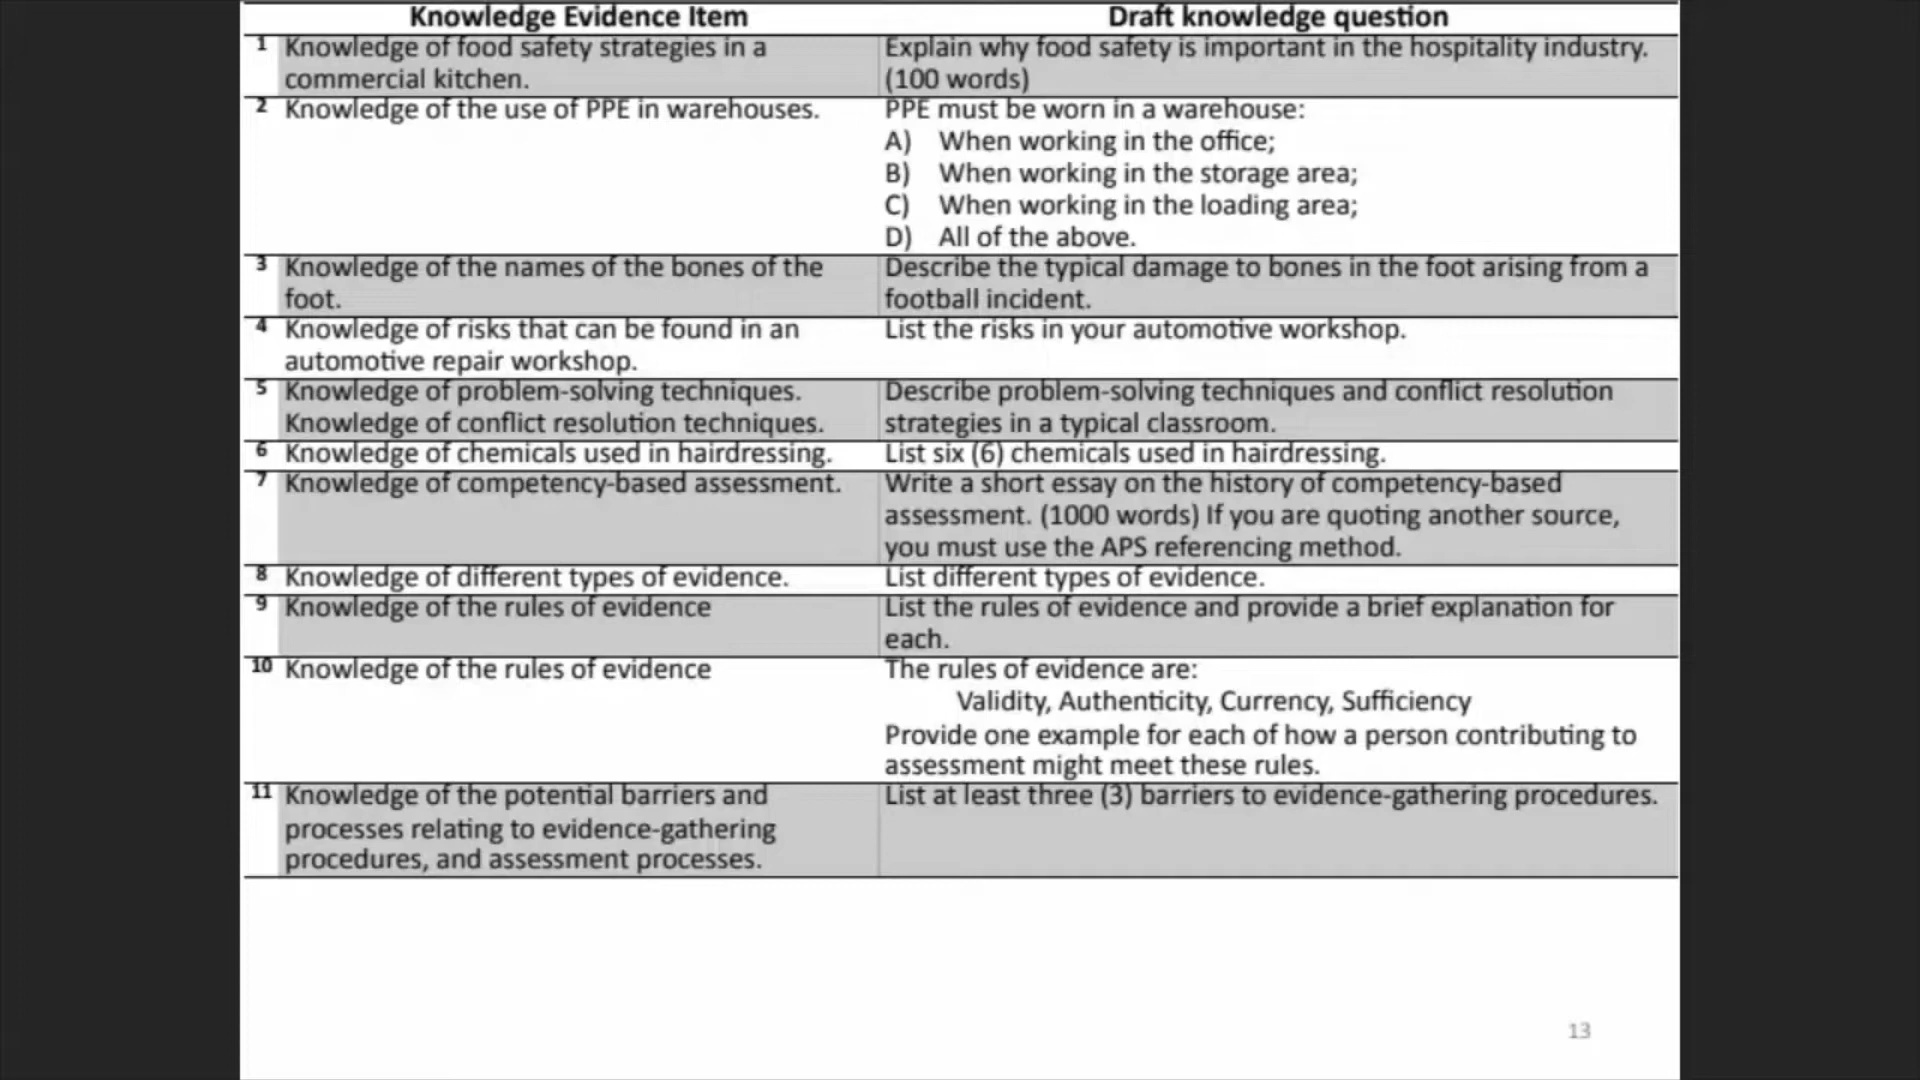 Knowledge Evidence Item Draft knowledge question
1 Knowledge of food safety strategies in a
commercial kitchen.
Explain why food safety is important in the hospitality industry.
(100 words)
2 Knowledge of the use of PPE in warehouses.
PPE must be worn in a warehouse:
A) When working in the office;
B) When working in the storage area;
C) When working in the loading area;
D) All of the above.
3 Knowledge of the names of the bones of the
foot.
Describe the typical damage to bones in the foot arising from a
football incident.
4 Knowledge of risks that can be found in an
automotive repair workshop.
List the risks in your automotive workshop.
5 Knowledge of problem-solving techniques.
Knowledge of conflict resolution techniques.
Describe problem-solving techniques and conflict resolution
strategies in a typical classroom.
6 Knowledge of chemicals used in hairdressing.
List six (6) chemicals used in hairdressing.
7 Knowledge of competency-based assessment.
Write a short essay on the history of competency-based
assessment. (1000 words) If you are quoting another source,
you must use the APS referencing method.
8 Knowledge of different types of evidence.
List different types of evidence.
9 Knowledge of the rules of evidence
List the rules of evidence and provide a brief explanation for
each.
10 Knowledge of the rules of evidence
The rules of evidence are:
Validity, Authenticity, Currency, Sufficiency
Provide one example for each of how a person contributing to
assessment might meet these rules.
11 Knowledge of the potential barriers and
processes relating to evidence-gathering
procedures, and assessment processes.
List at least three (3) barriers to evidence-gathering procedures.
13